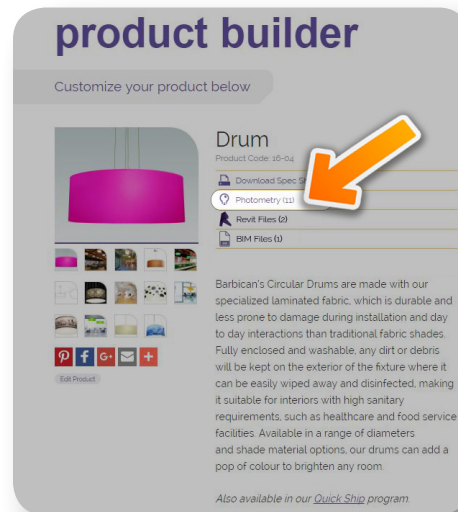 product builder
Customize your product below
Drum
Product Code: 16-04
Download Spec
Photometry (11)
Revit Files (2)
BIM Files (1)
Barbican's Circular Drums are made with our
specialized laminated fabric, which is durable and
less prone to damage during installation and day
to day interactions than traditional fabric shades.
Fully enclosed and washable, any dirt or debris
will be kept on the exterior of the fixture where it
can be easily wiped away and disinfected, making
it suitable for interiors with high sanitary
requirements, such as healthcare and food service
facilities. Available in a range of diameters
and shade material options, our drums can add a
pop of colour to brighten any room.
Edit Product
Also available in our Quick Ship program.